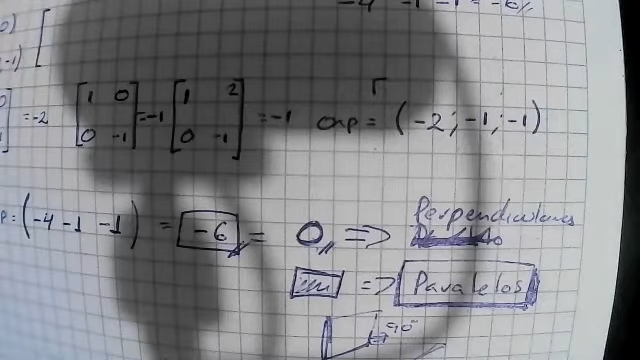 -4 -1 -1 = -6
= -2 [1 0 0 -1] = -1 [1 2 0 -1] = -1 = (-2; -1; -1)
P = (-4 -1 -1) = -6 = 0 => Perpendiculares
=> Paralelos
90°